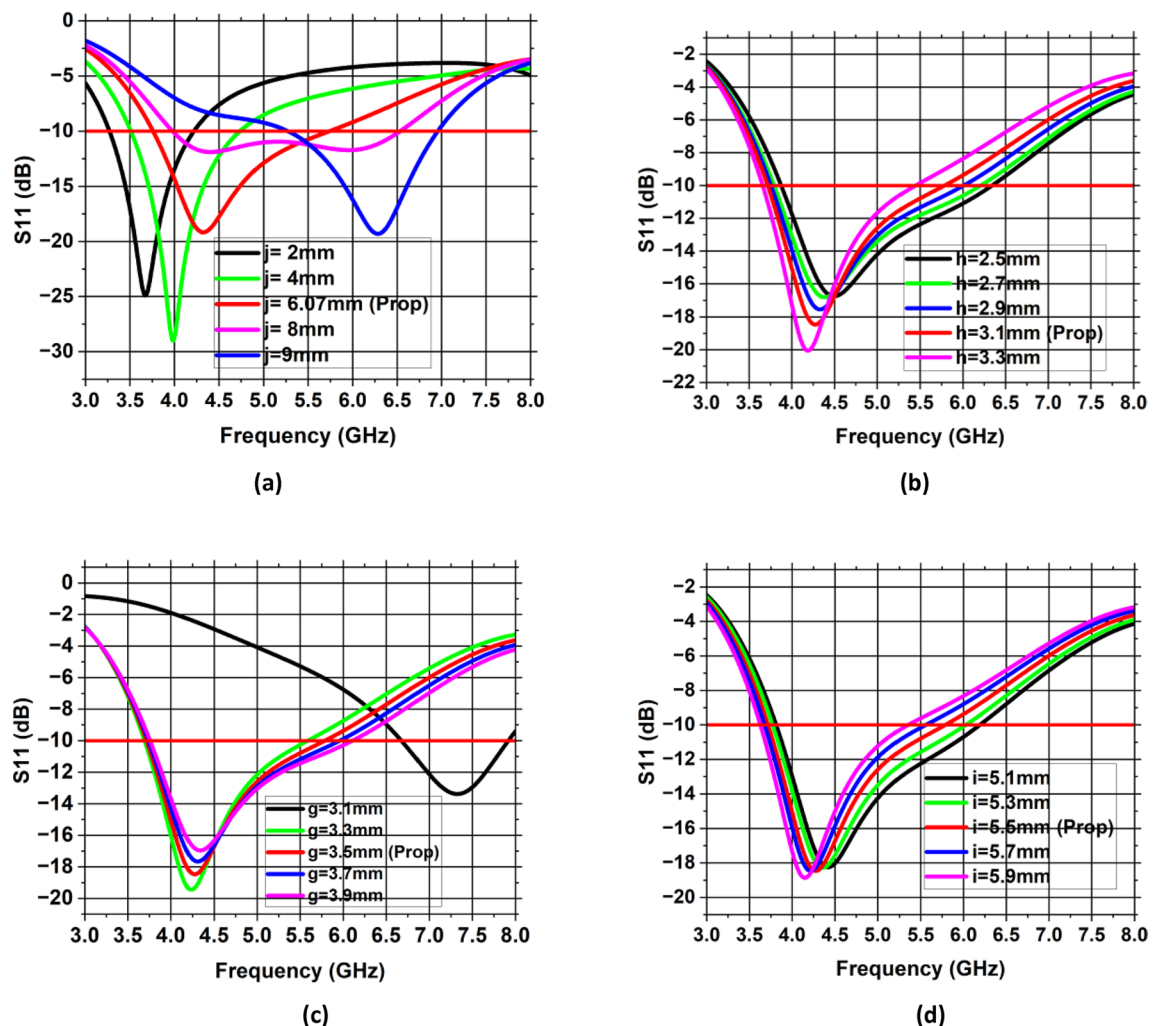 0
−5
−10
−15
−20
−25
−30
S11 (dB)
j= 2mm
j= 4mm
j= 6.07mm (Prop)
j= 8mm
j=9mm
3.0 3.5 4.0 4.5 5.0 5.5 6.0 6.5 7.0 7.5 8.0
Frequency (GHz)
(a)
−2
−4
−6
−8
−10
−12
−14
−16
−18
−20
−22
S11 (dB)
h=2.5mm
h=2.7mm
h=2.9mm
h=3.1mm (Prop)
h=3.3mm
3.0 3.5 4.0 4.5 5.0 5.5 6.0 6.5 7.0 7.5 8.0
Frequency (GHz)
(b)
0
−2
−4
−6
−8
−10
−12
−14
−16
−18
−20
S11 (dB)
g=3.1mm
g=3.3mm
g=3.5mm (Prop)
g=3.7mm
g=3.9mm
3.0 3.5 4.0 4.5 5.0 5.5 6.0 6.5 7.0 7.5 8.0
Frequency (GHz)
(c)
−2
−4
−6
−8
−10
−12
−14
−16
−18
−20
S11 (dB)
i=5.1mm
i=5.3mm
i=5.5mm (Prop)
i=5.7mm
i=5.9mm
3.0 3.5 4.0 4.5 5.0 5.5 6.0 6.5 7.0 7.5 8.0
Frequency (GHz)
(d)